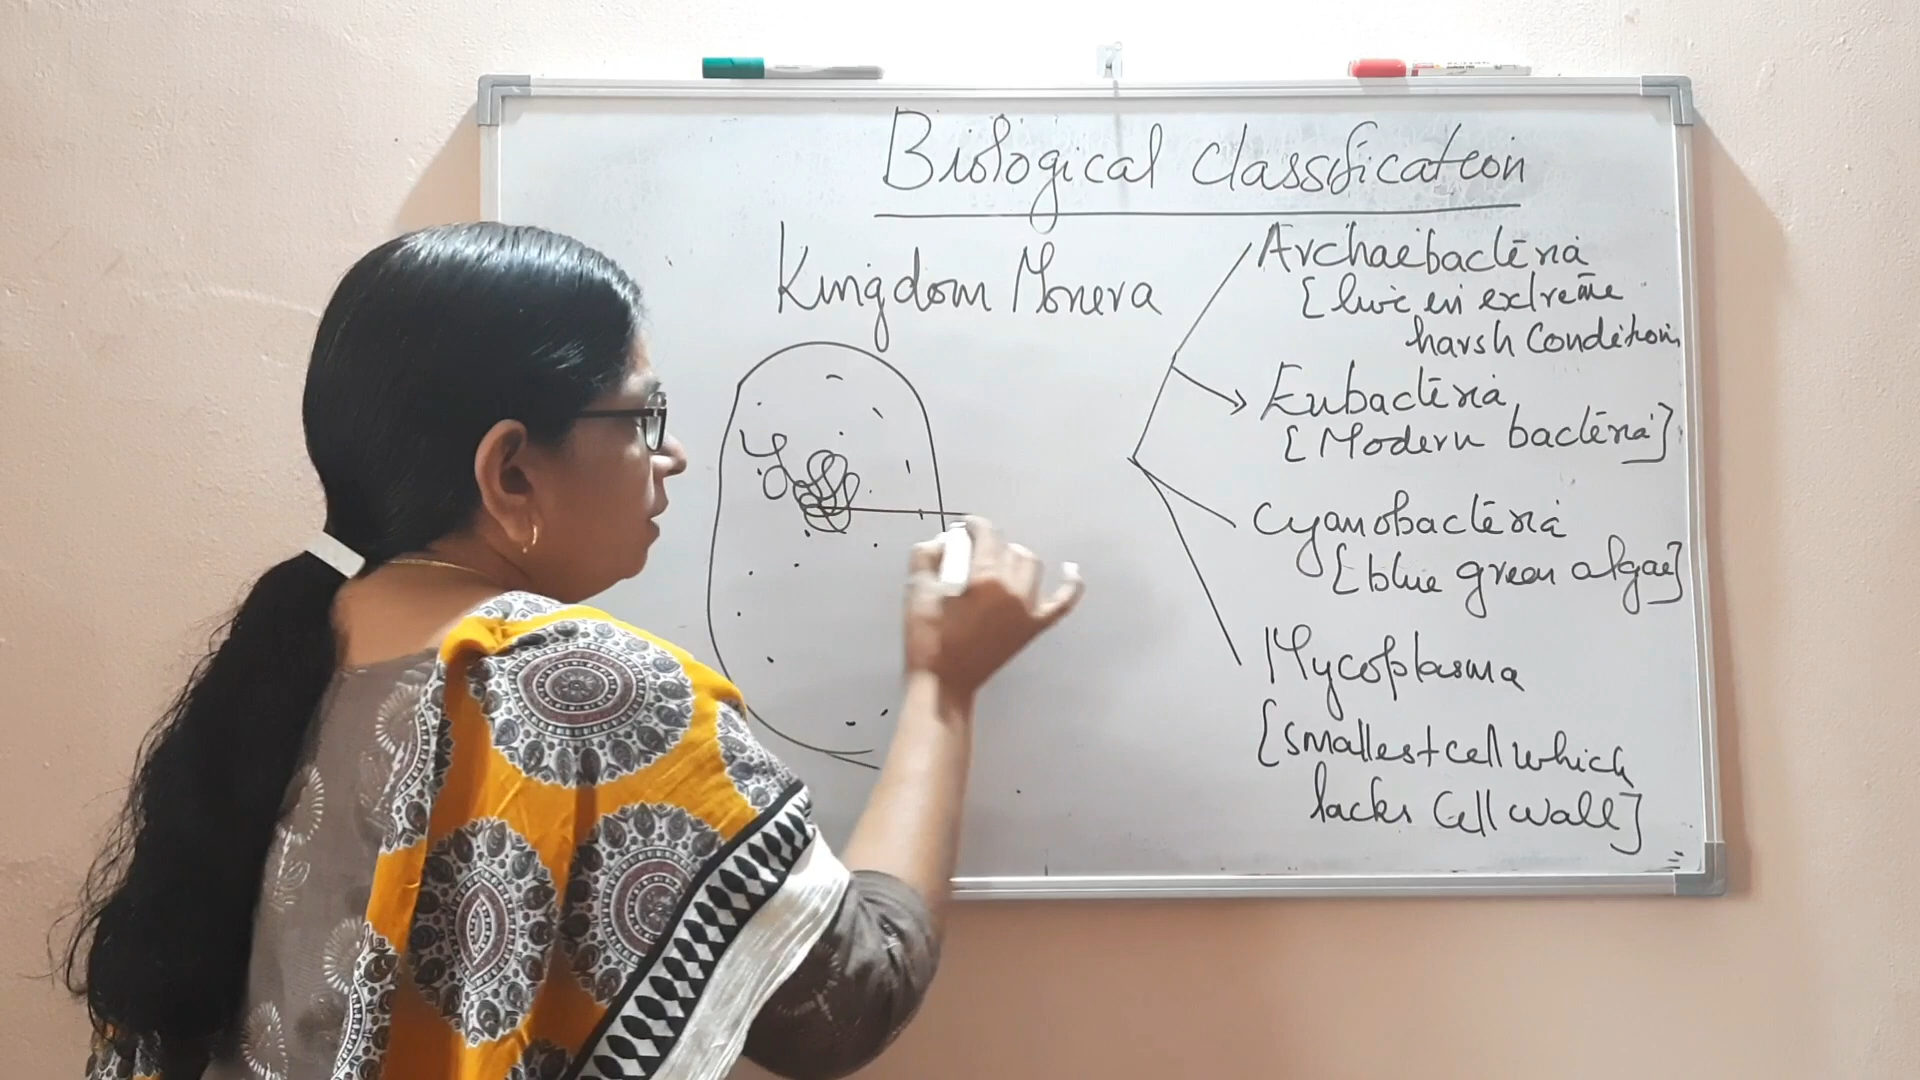 Biological Classification
Kingdom Monera
Archaebacteria
[live in extreme
harsh Condition
Eubacteria
[Modern bacteria]
Cyanobacteria
[blue green algae]
Mycoplasma
[smallest cell which
lacks Cell wall]